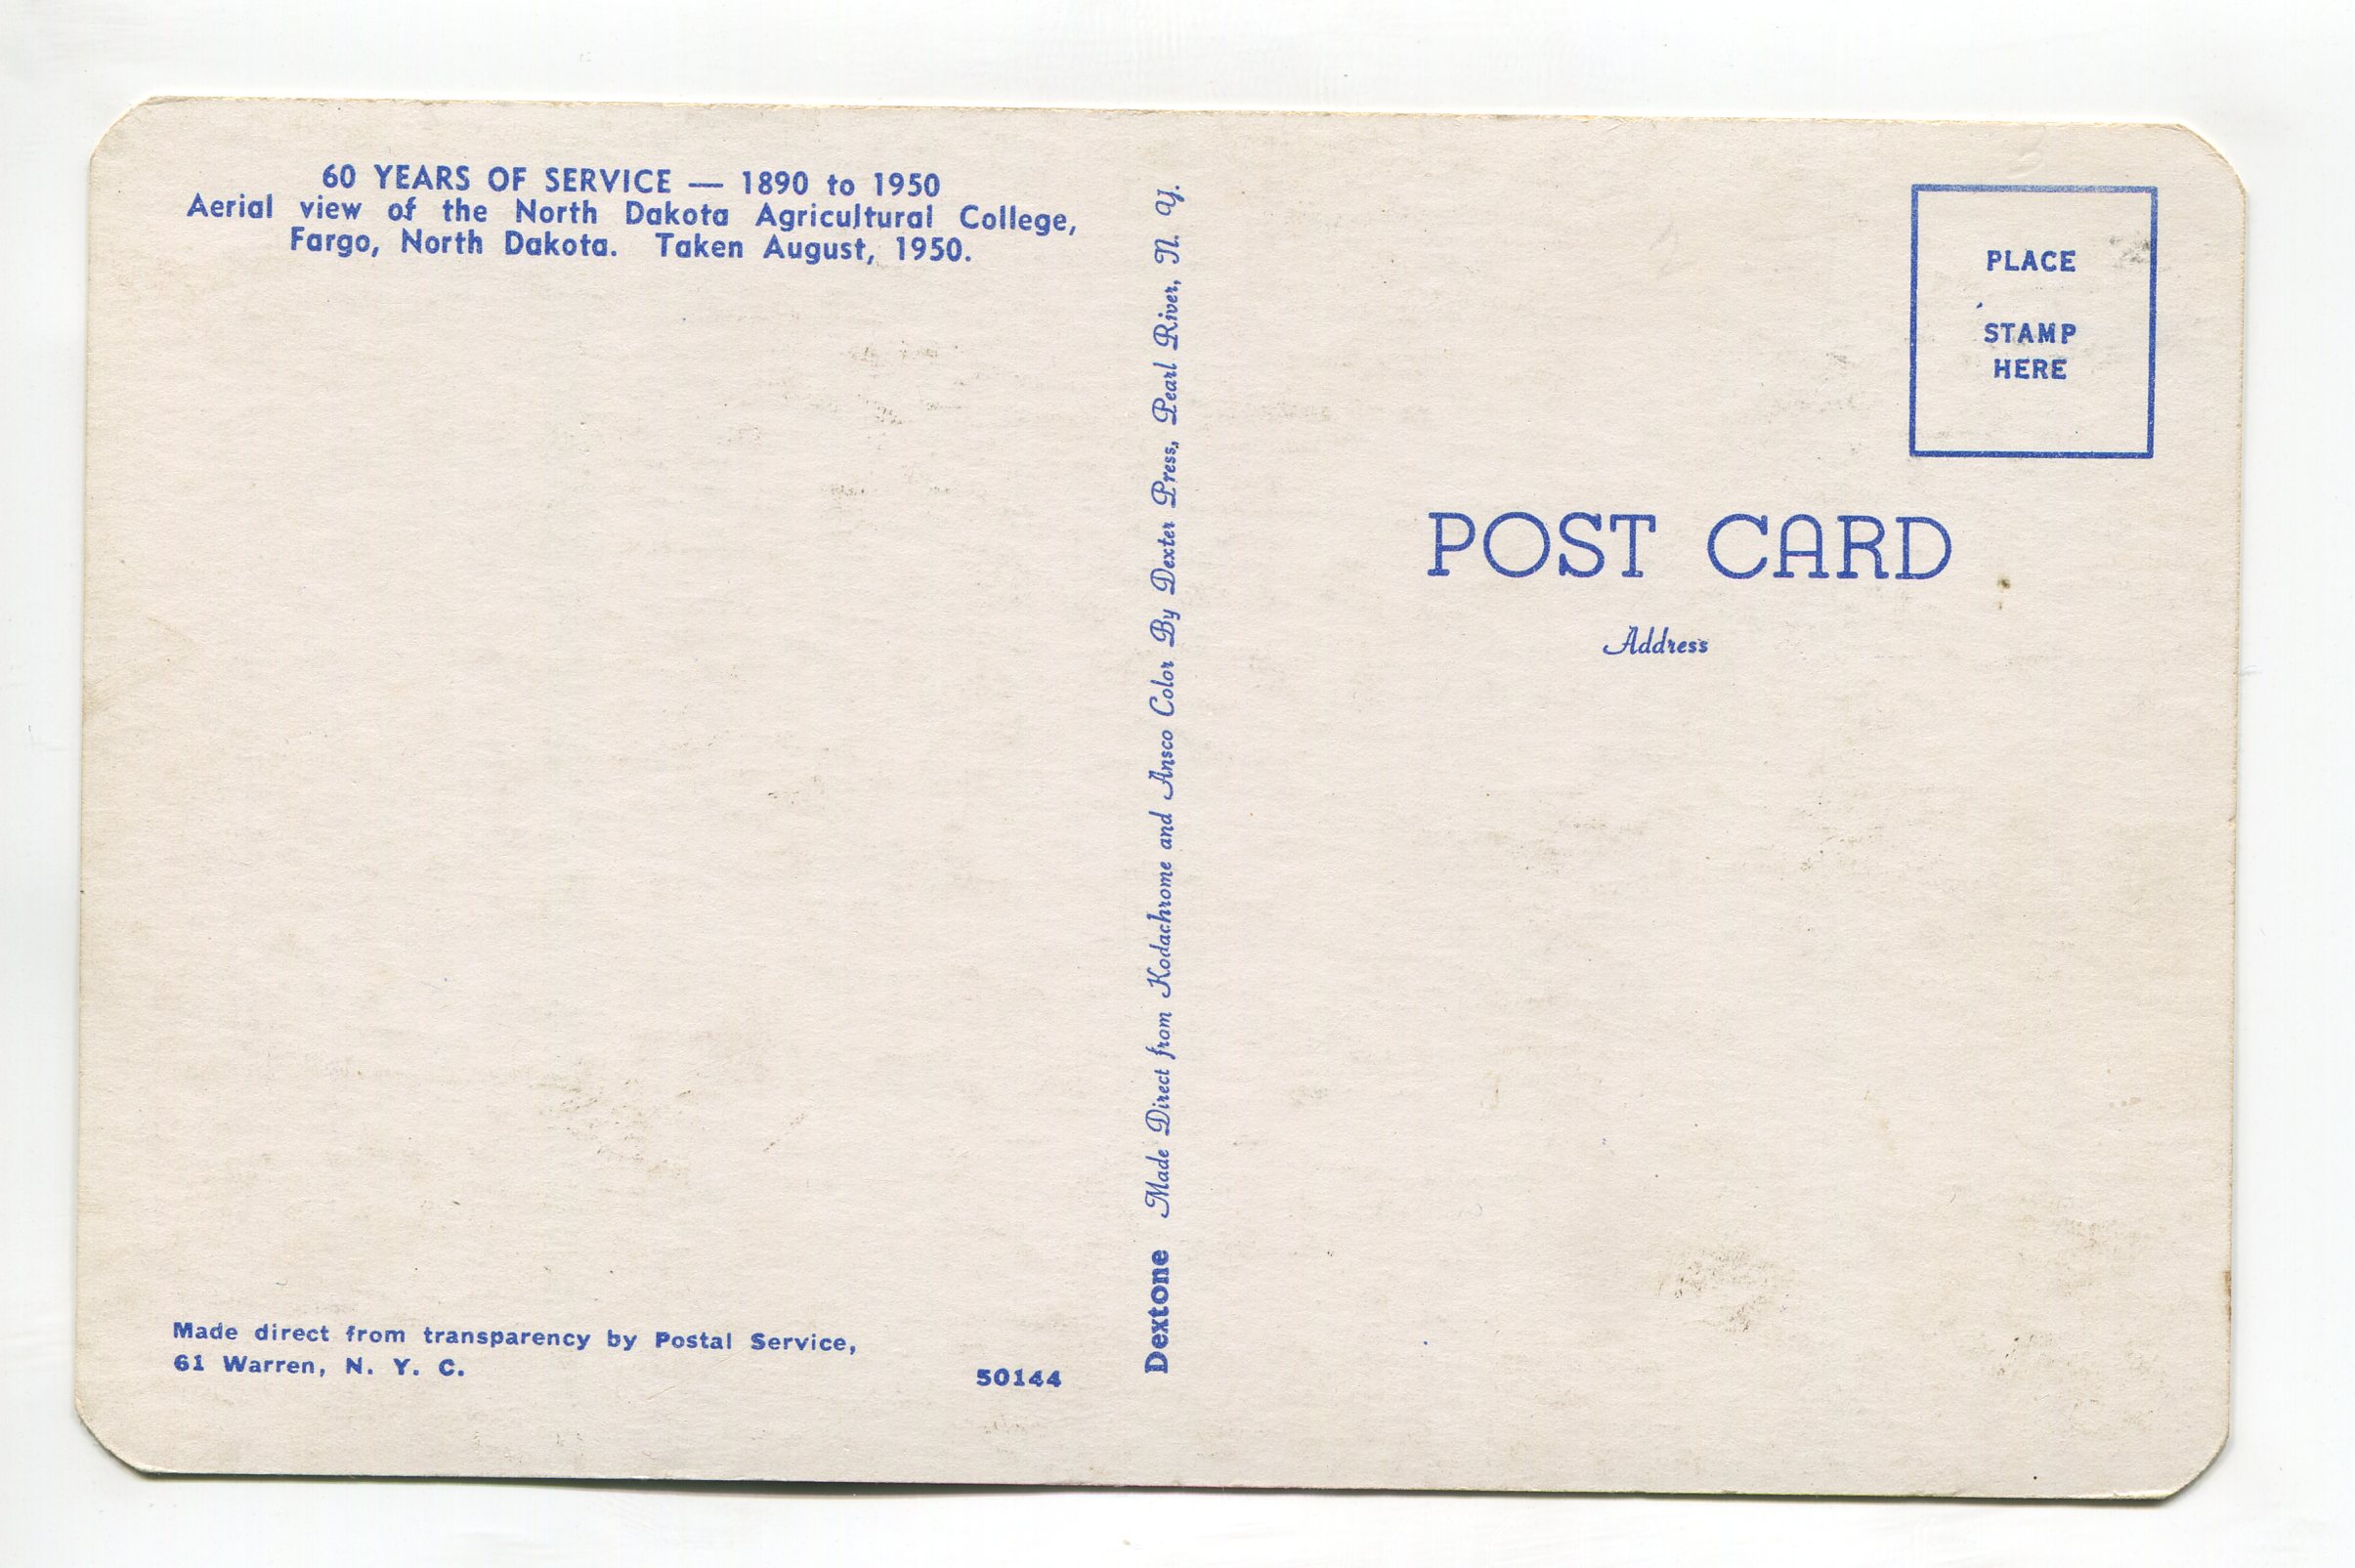 60 YEARS OF SERVICE — 1890 to 1950
Aerial view of the North Dakota Agricultural College,
Fargo, North Dakota. Taken August, 1950.
Made direct from transparency by Postal Service,
61 Warren, N. Y. C.
50144
Dextone Made Direct from Kodachrome and Ansco Color By Dexter Press, Pearl River, N. Y.
PLACE
STAMP
HERE
POST CARD
Address